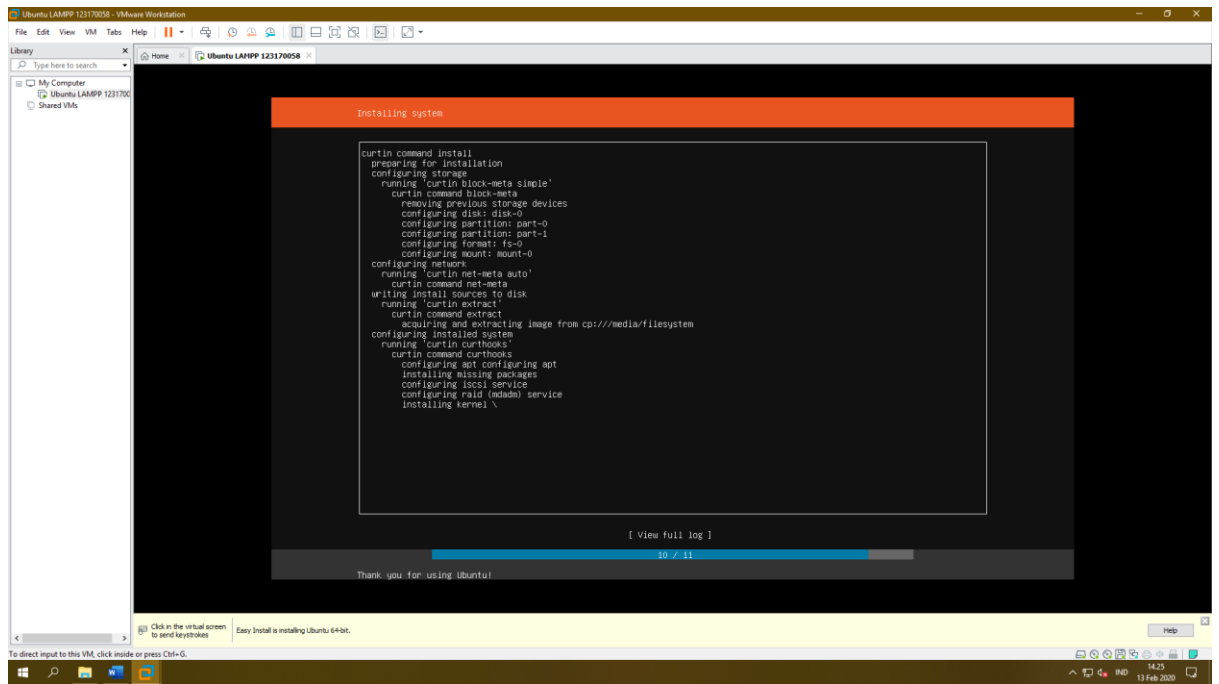 Ubuntu LAMPP 123170058 - VMware Workstation
File Edit View VM Tabs Help
Library
Home
Ubuntu LAMPP 123170058
Type here to search
My Computer
Ubuntu LAMPP 1231700
Shared VMs
Installing system
curtin command install
preparing for installation
configuring storage
running 'curtin block-meta simple'
curtin command block-meta
removing previous storage devices
configuring disk: disk-0
configuring partition: part-0
configuring partition: part-1
configuring format: fs-0
configuring mount: mount-0
configuring network
running 'curtin net-meta auto'
curtin command net-meta
writing install sources to disk
running 'curtin extract'
curtin command extract
acquiring and extracting image from cp:///media/filesystem
configuring installed system
running 'curtin curthooks'
curtin command curthooks
configuring apt configuring apt
installing missing packages
configuring iscsi service
configuring raid (mdadm) service
installing kernel \
[ View full log ]
10 / 11
Thank you for using Ubuntu!
Click in the virtual screen
to send keystrokes
Easy Install is installing Ubuntu 64-bit.
Help
To direct input to this VM, click inside or press Ctrl+G.
IND
14.25
13 Feb 2020